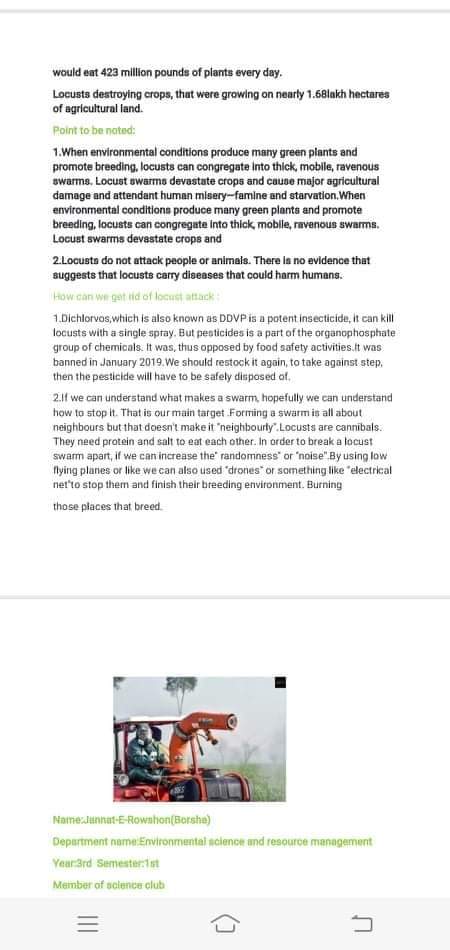 would eat 423 million pounds of plants every day.
Locusts destroying crops, that were growing on nearly 1.68lakh hectares
of agricultural land.
Point to be noted:
1.When environmental conditions produce many green plants and
promote breeding, locusts can congregate into thick, mobile, ravenous
swarms. Locust swarms devastate crops and cause major agricultural
damage and attendant human misery—famine and starvation.When
environmental conditions produce many green plants and promote
breeding, locusts can congregate into thick, mobile, ravenous swarms.
Locust swarms devastate crops and
2.Locusts do not attack people or animals. There is no evidence that
suggests that locusts carry diseases that could harm humans.
How can we get rid of locust attack :
1.Dichlorvos,which is also known as DDVP is a potent insecticide, it can kill
locusts with a single spray. But pesticides is a part of the organophosphate
group of chemicals. It was, thus opposed by food safety activities.It was
banned in January 2019.We should restock it again, to take against step,
then the pesticide will have to be safely disposed of.
2.If we can understand what makes a swarm, hopefully we can understand
how to stop it. That is our main target .Forming a swarm is all about
neighbours but that doesn't make it "neighbourly".Locusts are cannibals.
They need protein and salt to eat each other. In order to break a locust
swarm apart, if we can increase the" randomness" or "noise".By using low
flying planes or like we can also used "drones" or something like "electrical
net"to stop them and finish their breeding environment. Burning
those places that breed.
Name:Jannat-E-Rowshon(Borsha)
Department name:Environmental science and resource management
Year:3rd Semester:1st
Member of science club